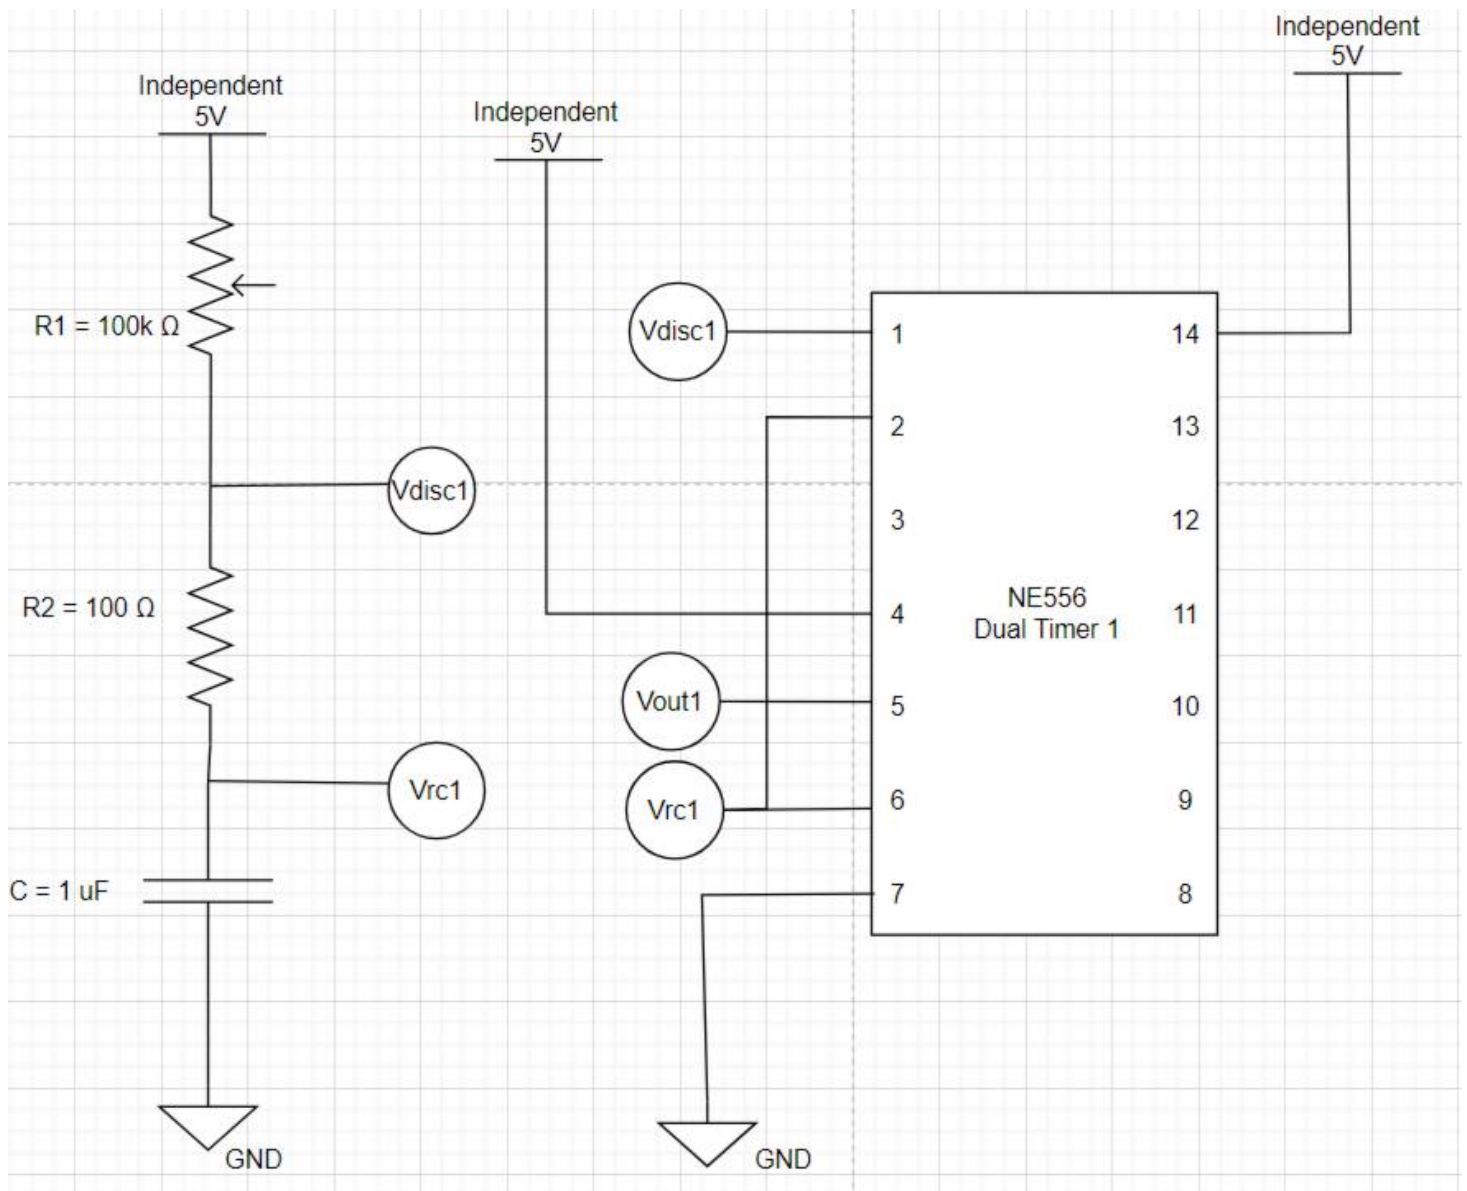 Independent
5V
Independent
5V
Independent
5V
R1 = 100k Ω
Vdisc1
R2 = 100 Ω
Vrc1
C = 1 uF
GND
Vdisc1
Vout1
Vrc1
GND
1
2
3
4
5
6
7
NE556
Dual Timer 1
14
13
12
11
10
9
8